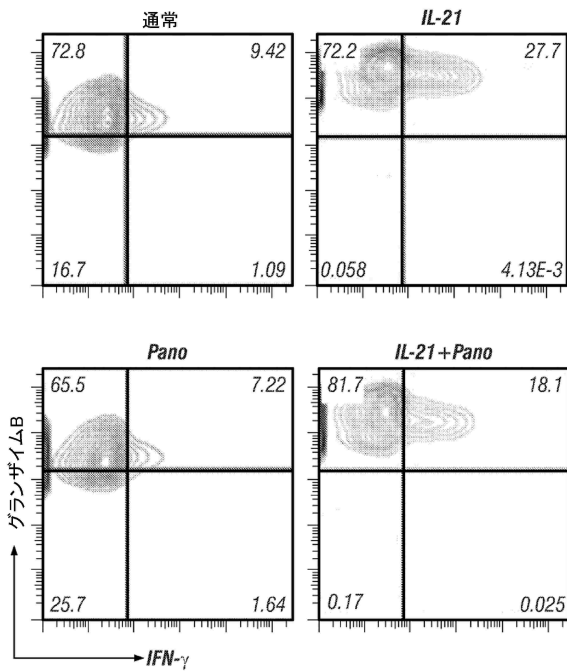 通常
72.8 9.42
16.7 1.09
IL-21
72.2 27.7
0.058 4.13E-3
Pano
65.5 7.22
25.7 1.64
IL-21+Pano
81.7 18.1
0.17 0.025
グランザイムB
IFN-γ